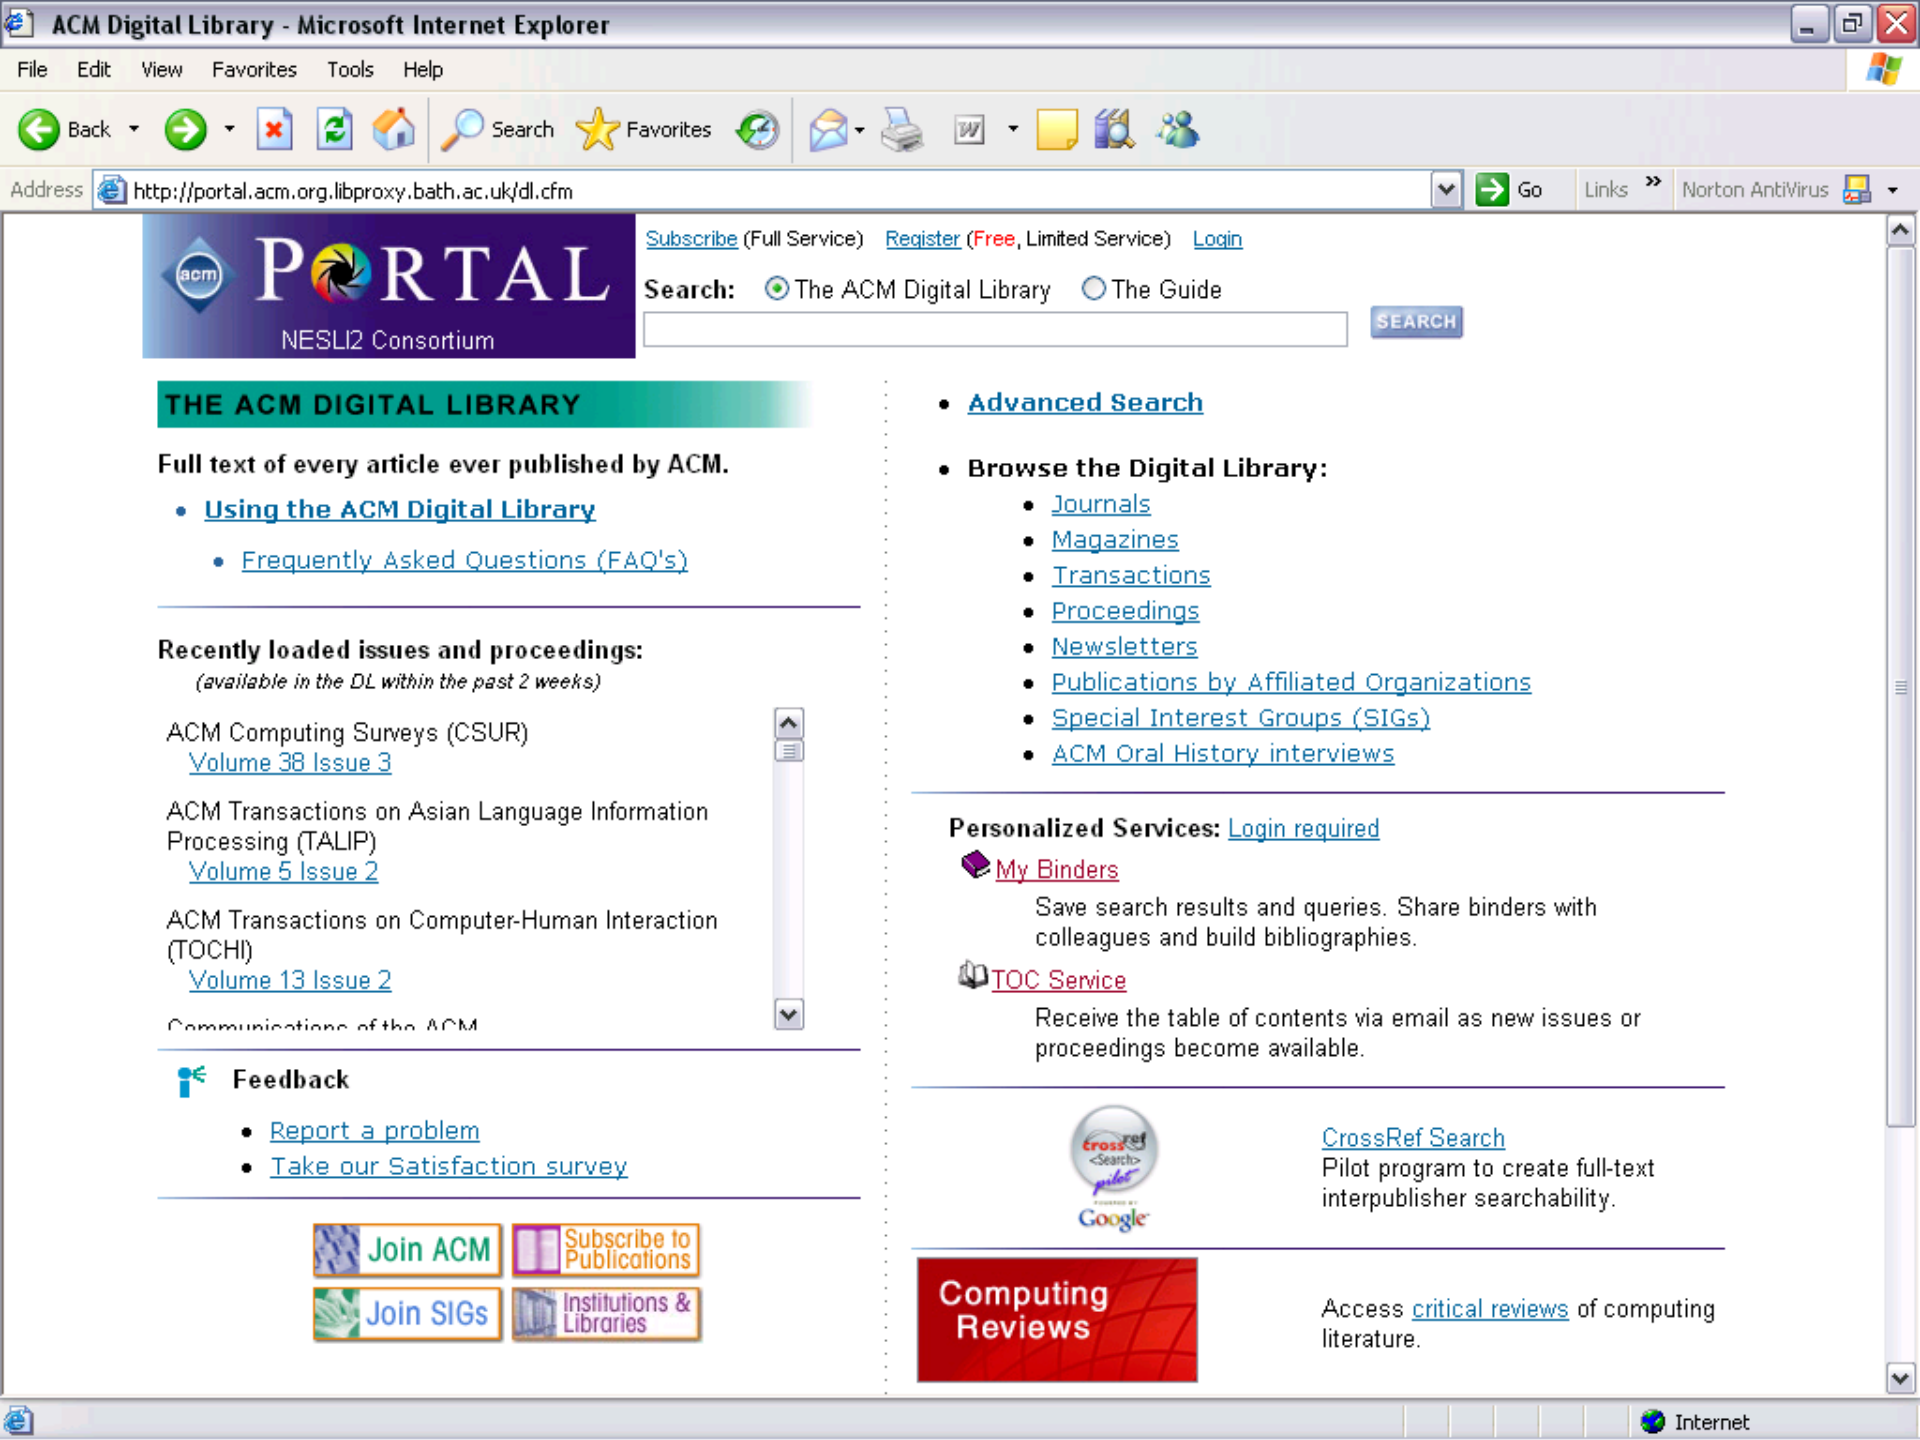 ACM Digital Library - Microsoft Internet Explorer
File Edit View Favorites Tools Help
Back Search Favorites
Address http://portal.acm.org.libproxy.bath.ac.uk/dl.cfm Go Links » Norton AntiVirus
acm PORTAL
NESLI2 Consortium
Subscribe (Full Service) Register (Free, Limited Service) Login
Search: The ACM Digital Library The Guide
SEARCH
THE ACM DIGITAL LIBRARY
Full text of every article ever published by ACM.
• Using the ACM Digital Library
• Frequently Asked Questions (FAQ's)
Recently loaded issues and proceedings:
(available in the DL within the past 2 weeks)
ACM Computing Surveys (CSUR)
Volume 38 Issue 3
ACM Transactions on Asian Language Information
Processing (TALIP)
Volume 5 Issue 2
ACM Transactions on Computer-Human Interaction
(TOCHI)
Volume 13 Issue 2
Communications of the ACM
Feedback
• Report a problem
• Take our Satisfaction survey
Join ACM
Subscribe to
Publications
Join SIGs
Institutions &
Libraries
• Advanced Search
• Browse the Digital Library:
• Journals
• Magazines
• Transactions
• Proceedings
• Newsletters
• Publications by Affiliated Organizations
• Special Interest Groups (SIGs)
• ACM Oral History interviews
Personalized Services: Login required
My Binders
Save search results and queries. Share binders with
colleagues and build bibliographies.
TOC Service
Receive the table of contents via email as new issues or
proceedings become available.
crossref
<Search>
pilot
Google
CrossRef Search
Pilot program to create full-text
interpublisher searchability.
Computing
Reviews
Access critical reviews of computing
literature.
Internet